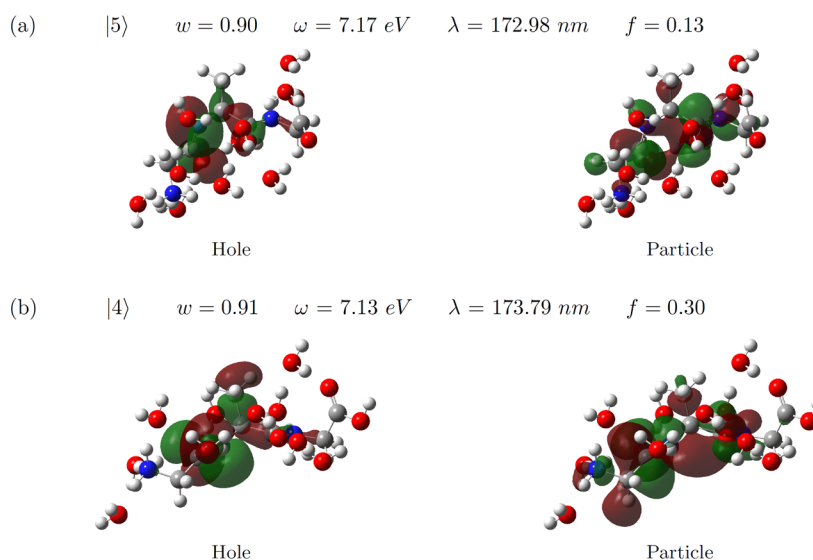 (a) |5⟩ w = 0.90 ω = 7.17 eV λ = 172.98 nm f = 0.13
Hole Particle
(b) |4⟩ w = 0.91 ω = 7.13 eV λ = 173.79 nm f = 0.30
Hole Particle